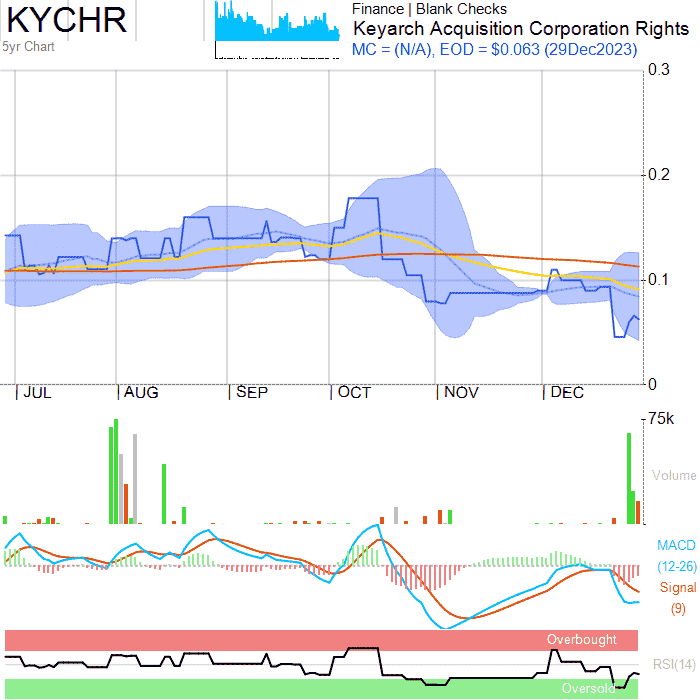 KYCHR
5yr Chart
Finance | Blank Checks
Keyarch Acquisition Corporation Rights
MC = (N/A), EOD = $0.063 (29Dec2023)
0.3
0.2
0.1
0
| JUL | AUG | SEP | OCT | NOV | DEC
75k
Volume
MACD
(12-26)
Signal
(9)
Overbought
RSI(14)
Oversold